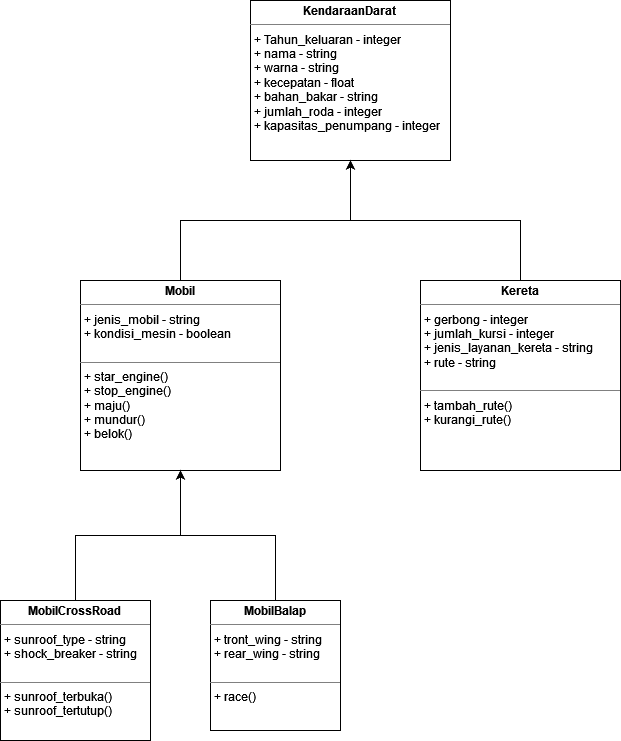 KendaraanDarat
+ Tahun_keluaran - integer
+ nama - string
+ warna - string
+ kecepatan - float
+ bahan_bakar - string
+ jumlah_roda - integer
+ kapasitas_penumpang - integer
Mobil
+ jenis_mobil - string
+ kondisi_mesin - boolean
+ star_engine()
+ stop_engine()
+ maju()
+ mundur()
+ belok()
Kereta
+ gerbong - integer
+ jumlah_kursi - integer
+ jenis_layanan_kereta - string
+ rute - string
+ tambah_rute()
+ kurangi_rute()
MobilCrossRoad
+ sunroof_type - string
+ shock_breaker - string
+ sunroof_terbuka()
+ sunroof_tertutup()
MobilBalap
+ tront_wing - string
+ rear_wing - string
+ race()